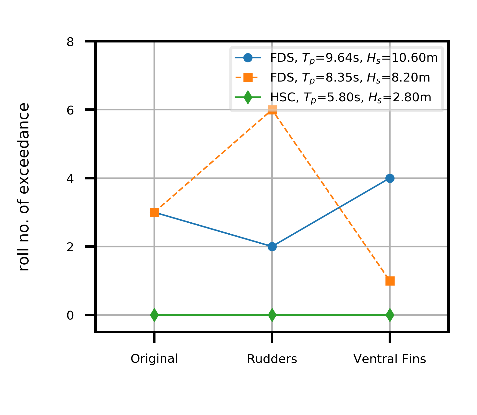 8
6
4
2
0
roll no. of exceedance
FDS, Tp=9.64s, Hs=10.60m
FDS, Tp=8.35s, Hs=8.20m
HSC, Tp=5.80s, Hs=2.80m
Original Rudders Ventral Fins